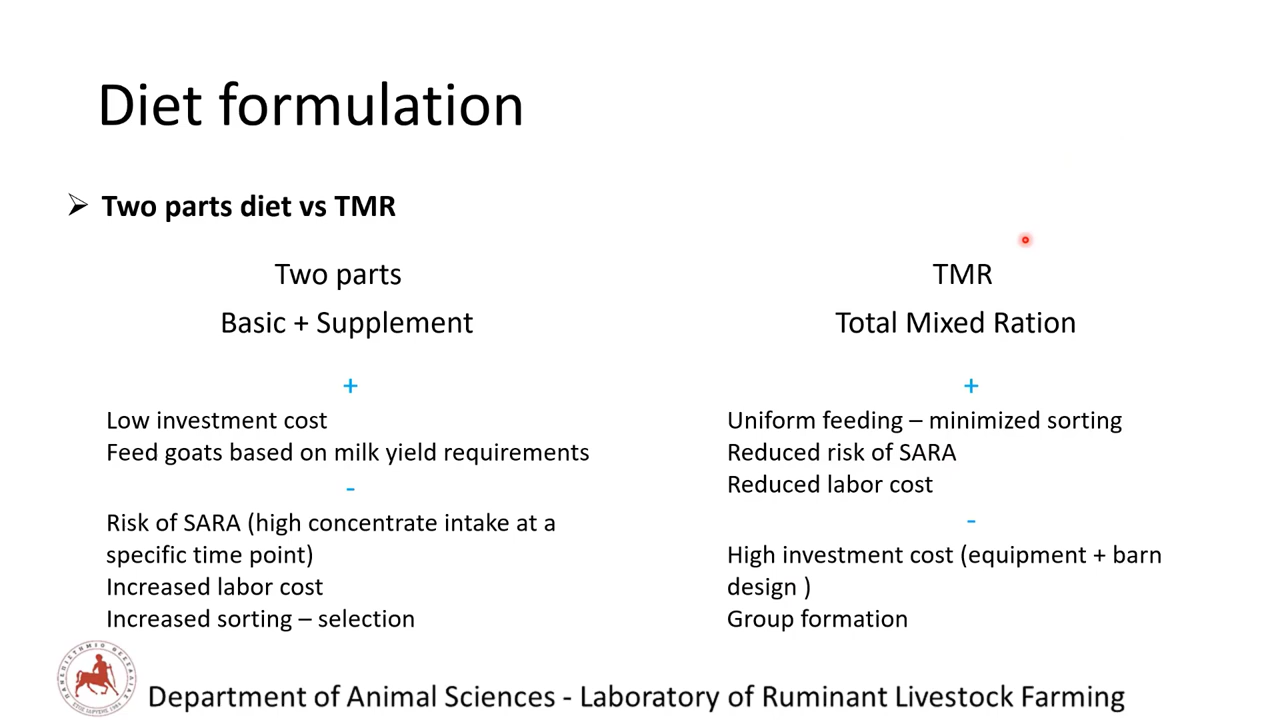 Diet formulation
Two parts diet vs TMR
Two parts
Basic + Supplement
+
Low investment cost
Feed goats based on milk yield requirements
-
Risk of SARA (high concentrate intake at a
specific time point)
Increased labor cost
Increased sorting – selection
TMR
Total Mixed Ration
+
Uniform feeding – minimized sorting
Reduced risk of SARA
Reduced labor cost
-
High investment cost (equipment + barn
design )
Group formation
ΠΑΝΕΠΙΣΤΗΜΙΟ ΘΕΣΣΑΛΙΑΣ
Department of Animal Sciences - Laboratory of Ruminant Livestock Farming